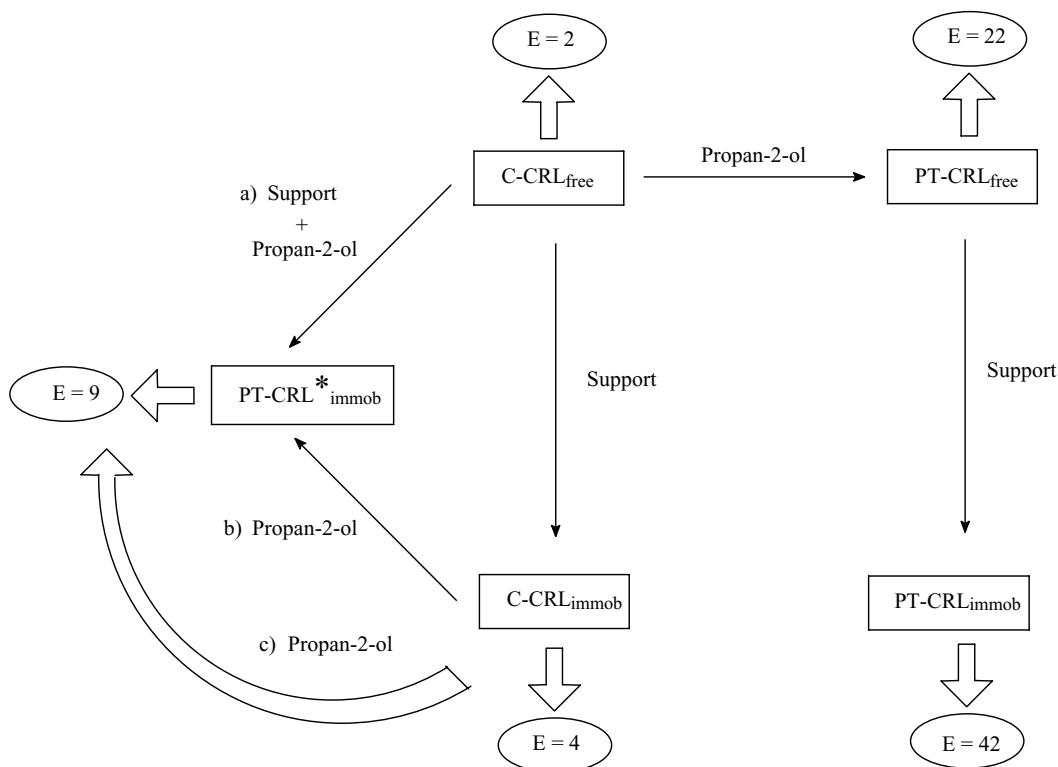 E = 2
E = 22
C-CRLfree
Propan-2-ol
PT-CRLfree
a) Support
+
Propan-2-ol
Support
Support
E = 9
PT-CRL*immob
b) Propan-2-ol
C-CRLimmob
PT-CRLimmob
c) Propan-2-ol
E = 4
E = 42